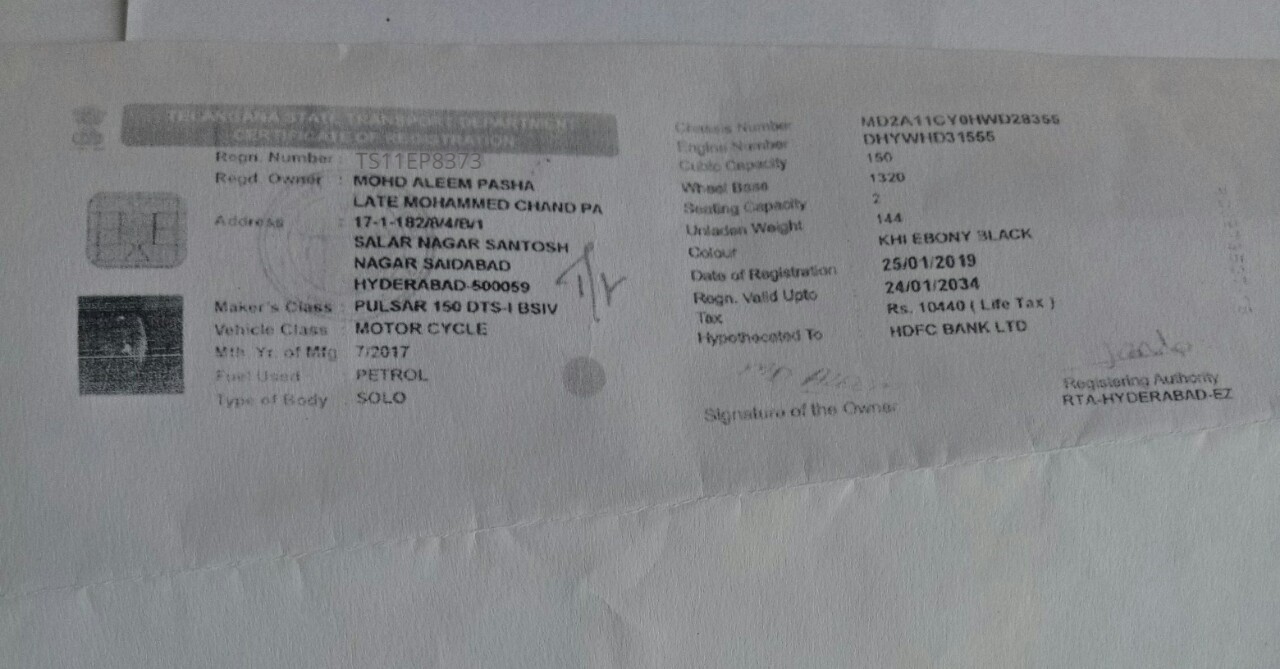 TELANGANA STATE TRANSPORT DEPARTMENT
CERTIFICATE OF REGISTRATION
Regn. Number : TS11EP8373
Regd. Owner : MOHD ALEEM PASHA
LATE MOHAMMED CHAND PA
Address : 17-1-182/8/4/B/1
SALAR NAGAR SANTOSH
NAGAR SAIDABAD
HYDERABAD-500059
Maker's Class : PULSAR 150 DTS-I BSIV
Vehicle Class : MOTOR CYCLE
Mth. Yr. of Mfg : 7/2017
Fuel Used : PETROL
Type of Body : SOLO
Chassis Number : MD2A11CY0HWD28355
Engine Number : DHYWHD31555
Cubic Capacity : 150
Wheel Base : 1320
Seating Capacity : 2
Unladen Weight : 144
Colour : KHI EBONY BLACK
Date of Registration : 25/01/2019
Regn. Valid Upto : 24/01/2034
Tax : Rs. 10440 ( Life Tax )
Hypothecated To : HDFC BANK LTD
Signature of the Owner
Registering Authority
RTA-HYDERABAD-EZ